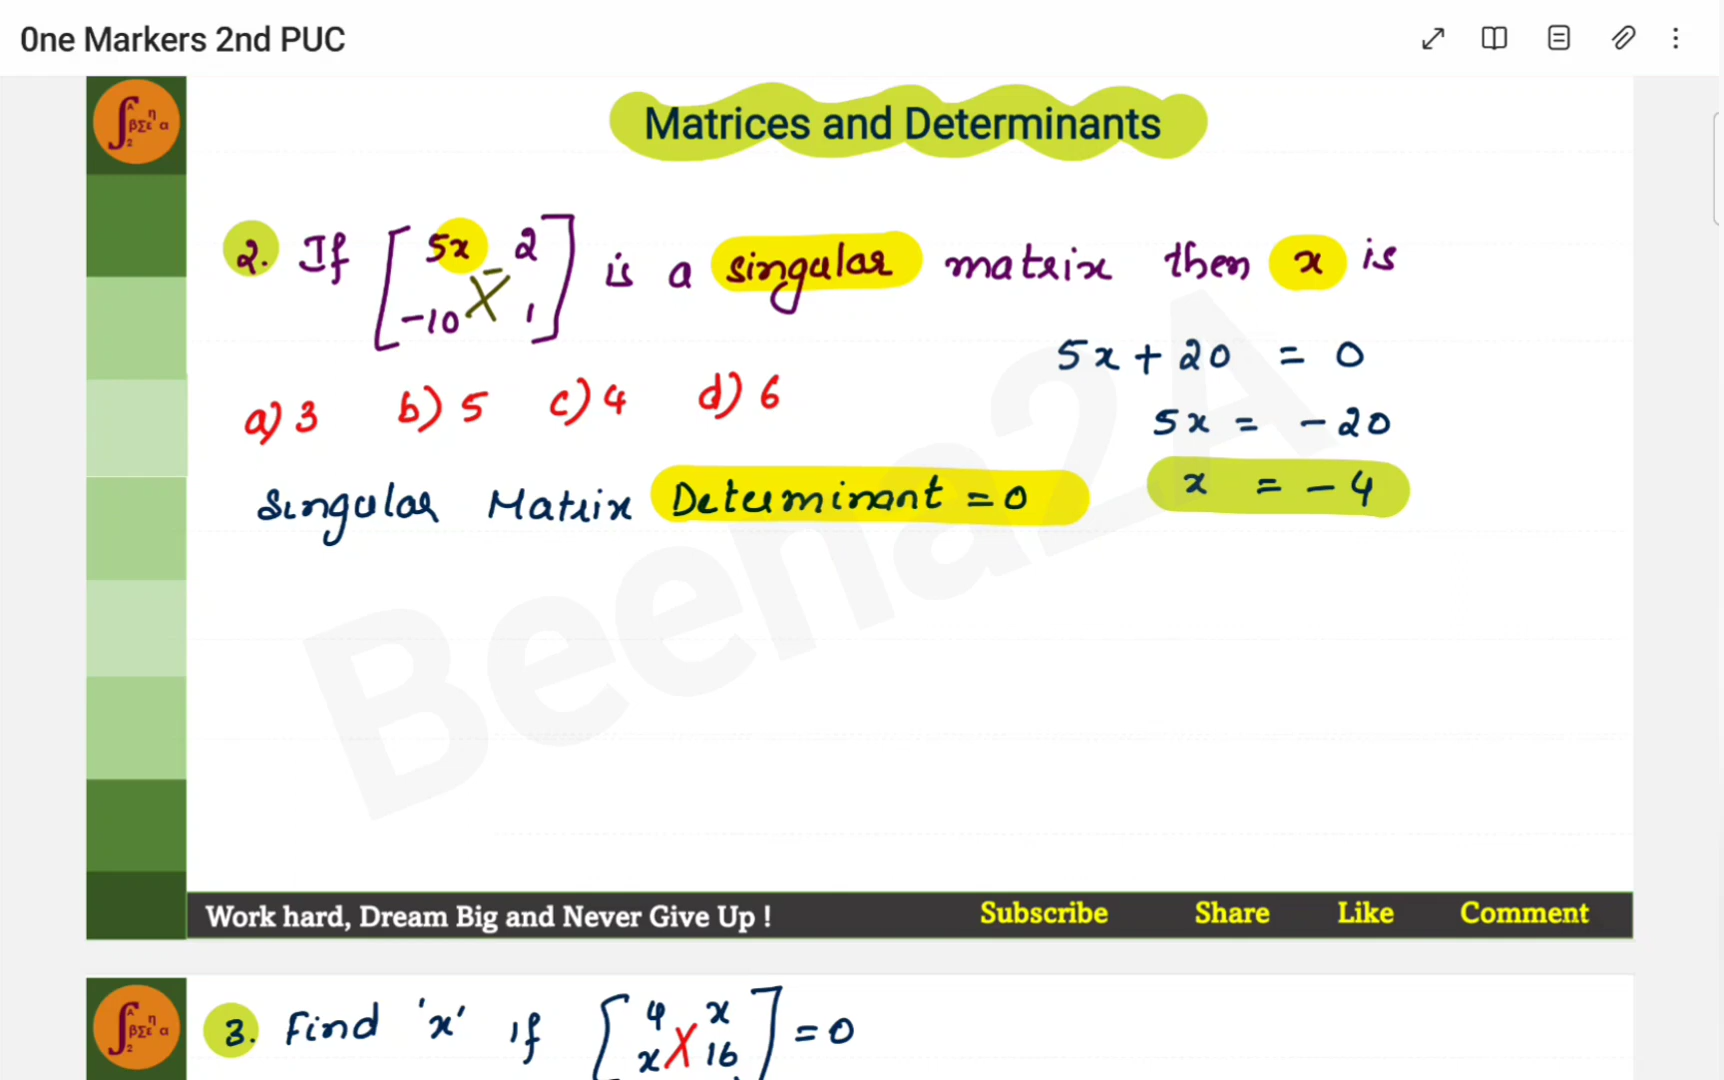 One Markers 2nd PUC
Matrices and Determinants
2. If [ 5x 2
-10 1 ] is a singular matrix then x is
5x + 20 = 0
a) 3 b) 5 c) 4 d) 6
5x = -20
x = -4
Singular Matrix Determinant = 0
Beena2A
Work hard, Dream Big and Never Give Up ! Subscribe Share Like Comment
3. Find 'x' if [ 4 x
x 16 ] = 0